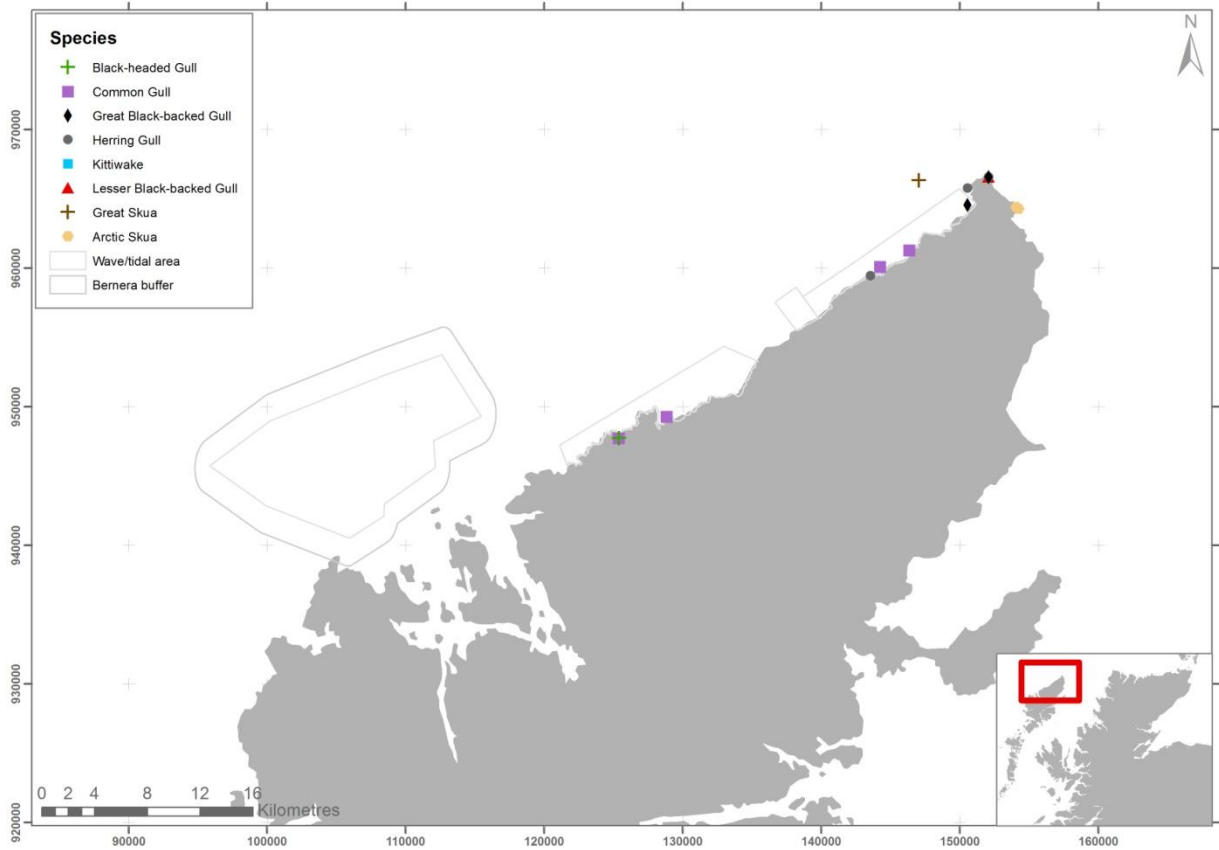 Species
Black-headed Gull
Common Gull
Great Black-backed Gull
Herring Gull
Kittiwake
Lesser Black-backed Gull
Great Skua
Arctic Skua
Wave/tidal area
Bernera buffer
N
970000
960000
950000
940000
930000
920000
0 2 4 8 12 16
Kilometres
90000 100000 110000 120000 130000 140000 150000 160000